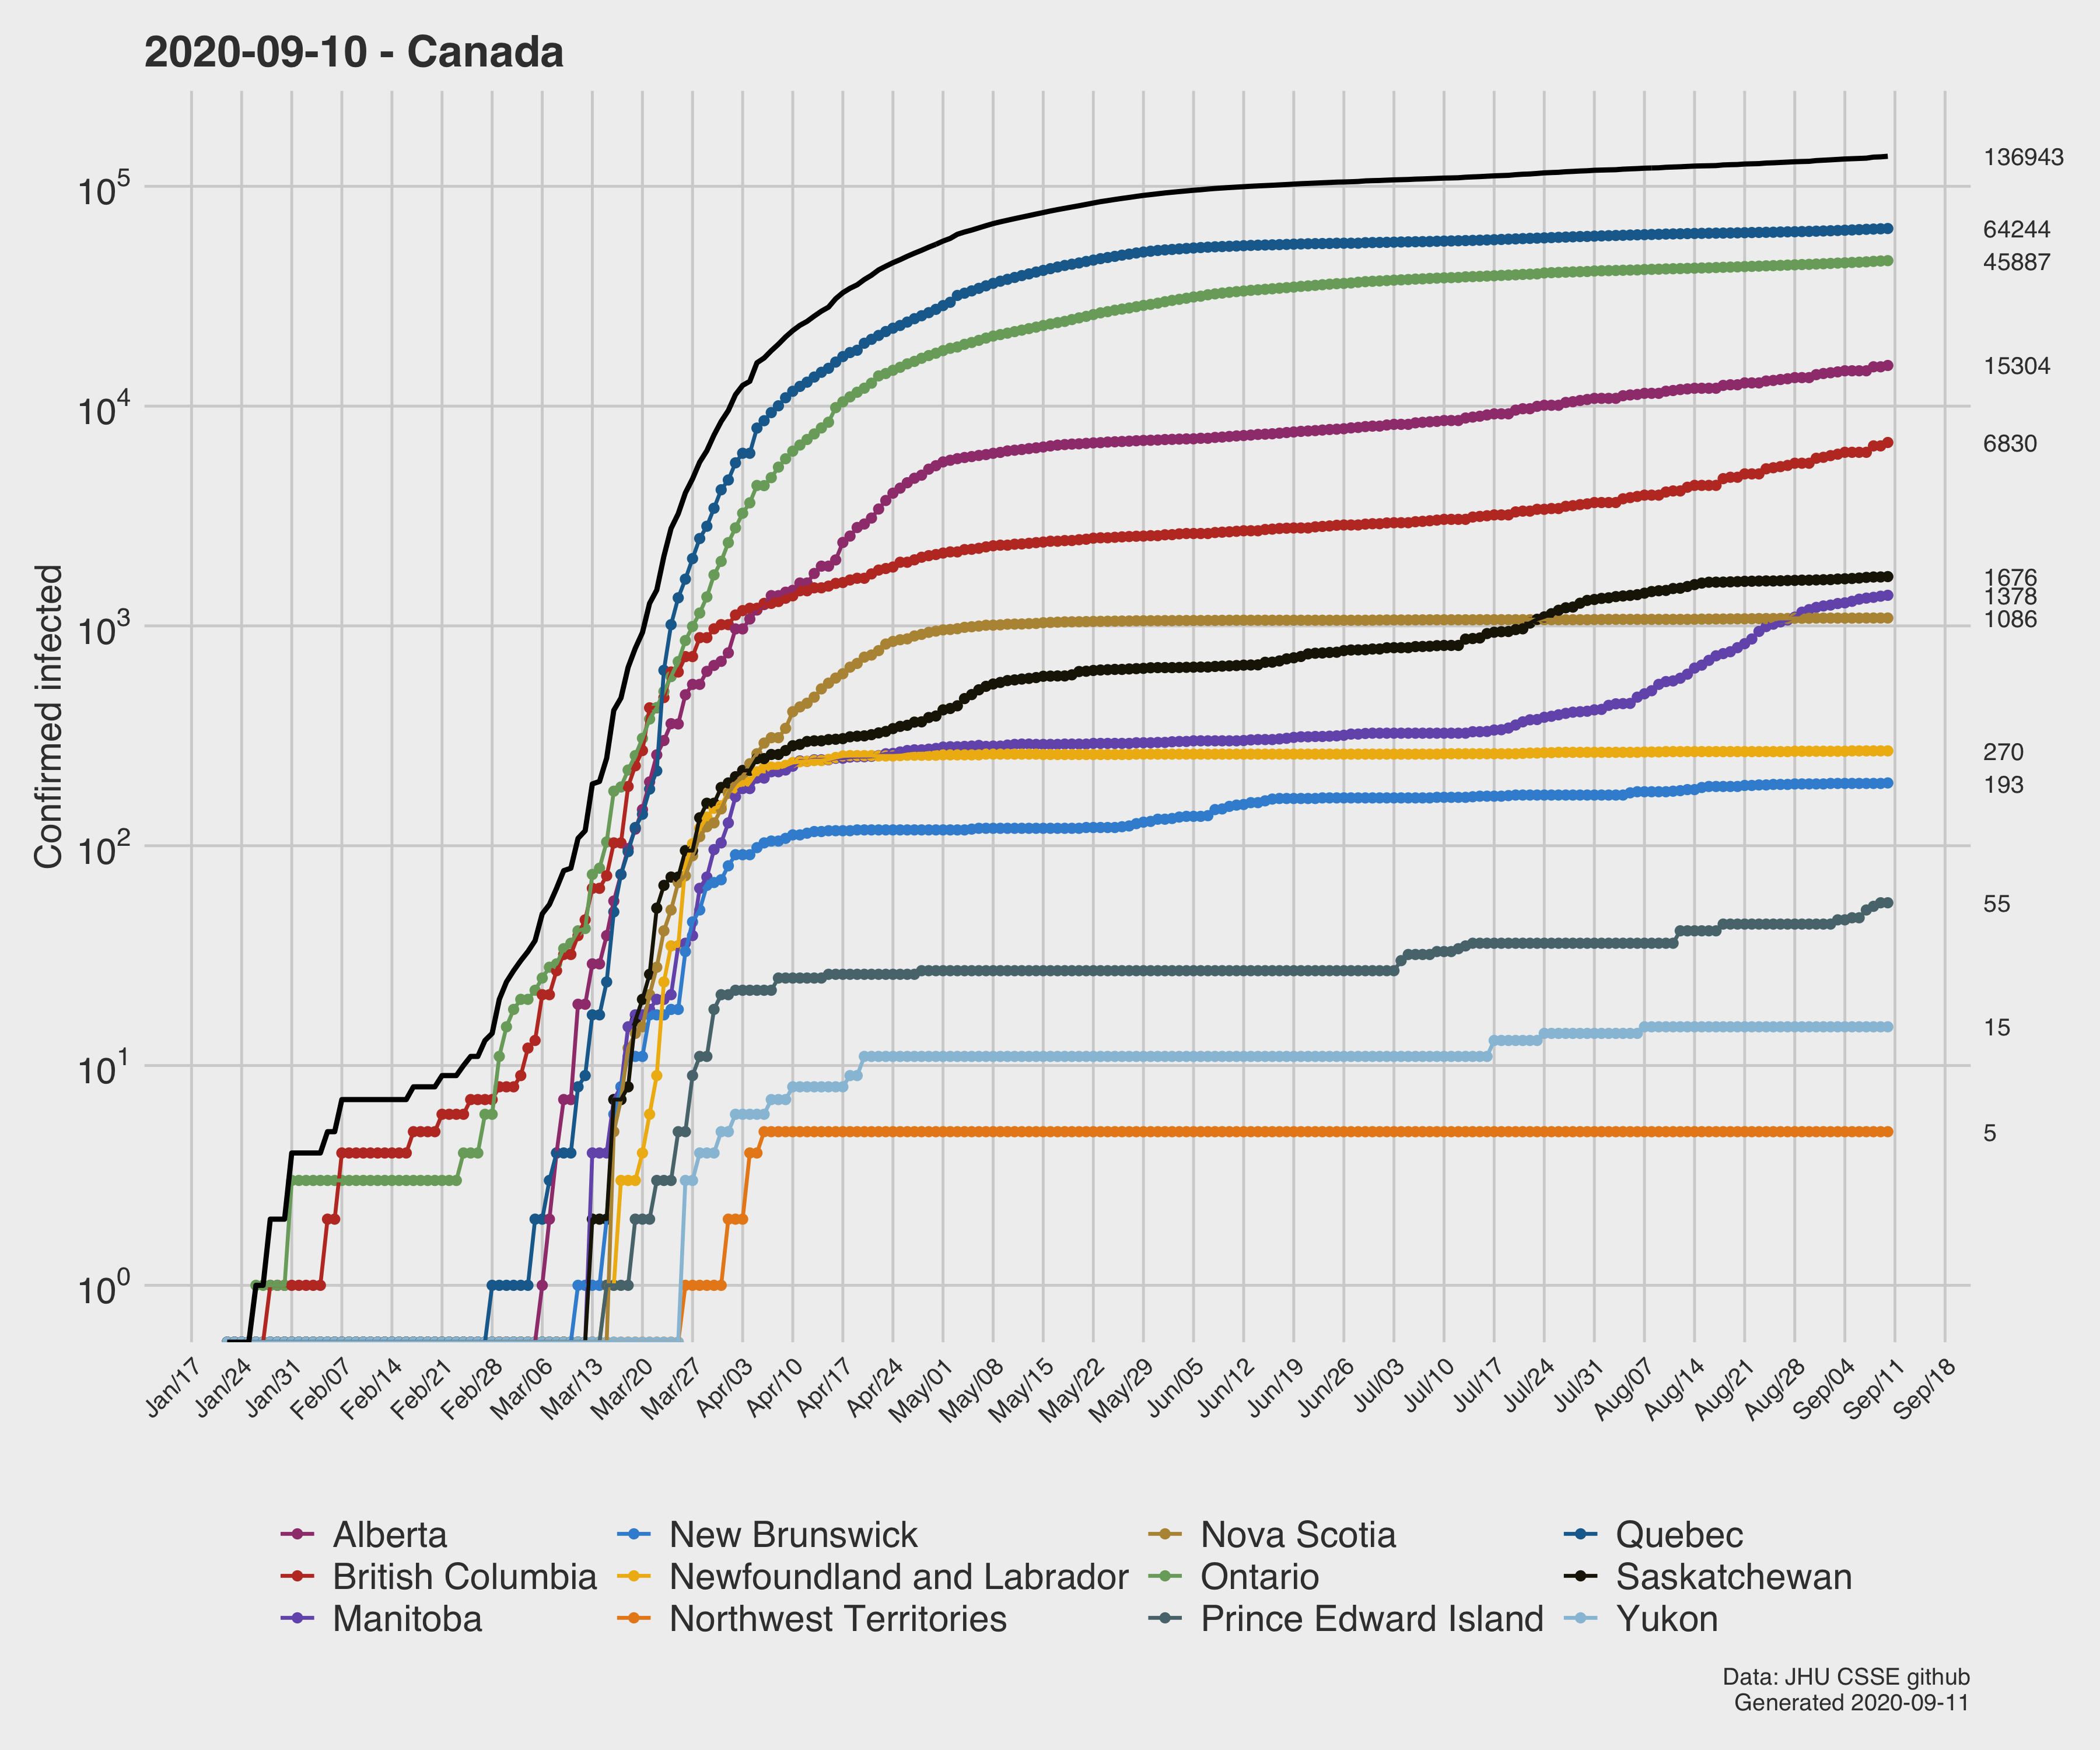 2020-09-10 - Canada
Confirmed infected
10^5
10^4
10^3
10^2
10^1
10^0
136943
64244
45887
15304
6830
1676
1378
1086
270
193
55
15
5
Jan/17 Jan/24 Jan/31 Feb/07 Feb/14 Feb/21 Feb/28 Mar/06 Mar/13 Mar/20 Mar/27 Apr/03 Apr/10 Apr/17 Apr/24 May/01 May/08 May/15 May/22 May/29 Jun/05 Jun/12 Jun/19 Jun/26 Jul/03 Jul/10 Jul/17 Jul/24 Jul/31 Aug/07 Aug/14 Aug/21 Aug/28 Sep/04 Sep/11 Sep/18
Alberta New Brunswick Nova Scotia Quebec
British Columbia Newfoundland and Labrador Ontario Saskatchewan
Manitoba Northwest Territories Prince Edward Island Yukon
Data: JHU CSSE github
Generated 2020-09-11